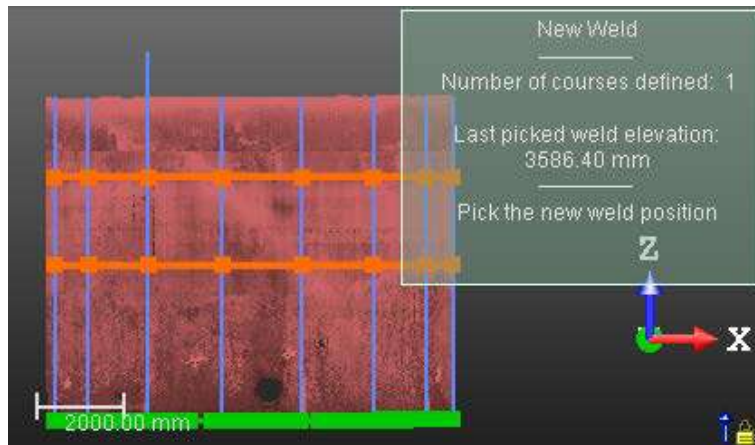 New Weld
Number of courses defined: 1
Last picked weld elevation:
3586.40 mm
Pick the new weld position
Z
X
2000.00 mm